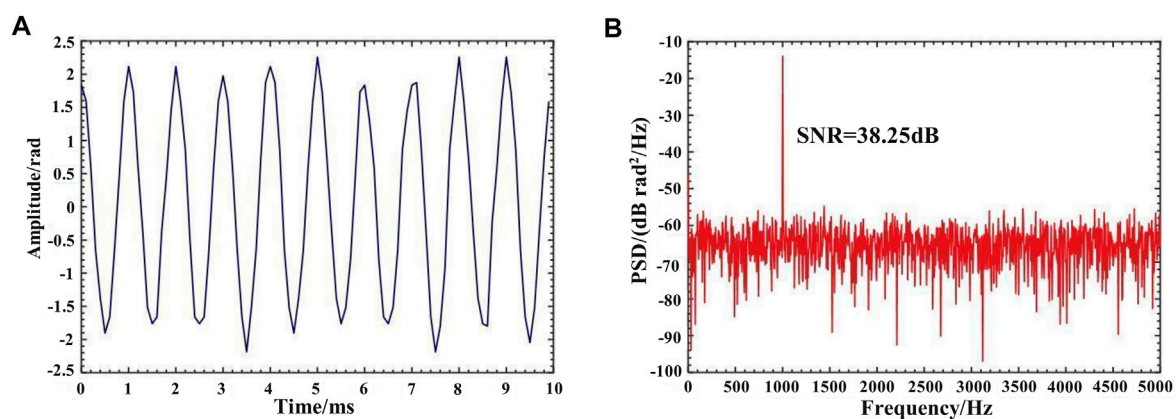 A
B
2.5
2
1.5
1
0.5
0
-0.5
-1
-1.5
-2
-2.5
Amplitude/rad
0 1 2 3 4 5 6 7 8 9 10
Time/ms
-10
-20
-30
-40
-50
-60
-70
-80
-90
-100
PSD/(dB rad²/Hz)
SNR=38.25dB
0 500 1000 1500 2000 2500 3000 3500 4000 4500 5000
Frequency/Hz